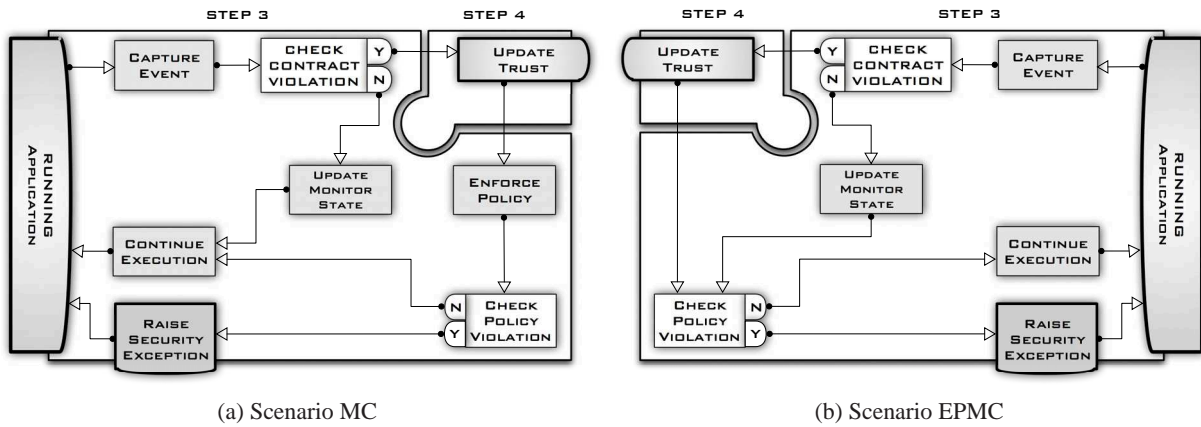 STEP 3
STEP 4
RUNNING
APPLICATION
CAPTURE
EVENT
CHECK
CONTRACT
VIOLATION
Y
N
UPDATE
TRUST
UPDATE
MONITOR
STATE
ENFORCE
POLICY
CONTINUE
EXECUTION
N
Y
CHECK
POLICY
VIOLATION
RAISE
SECURITY
EXCEPTION
(a) Scenario MC
STEP 4
STEP 3
UPDATE
TRUST
Y
N
CHECK
CONTRACT
VIOLATION
CAPTURE
EVENT
RUNNING
APPLICATION
UPDATE
MONITOR
STATE
CONTINUE
EXECUTION
CHECK
POLICY
VIOLATION
N
Y
RAISE
SECURITY
EXCEPTION
(b) Scenario EPMC